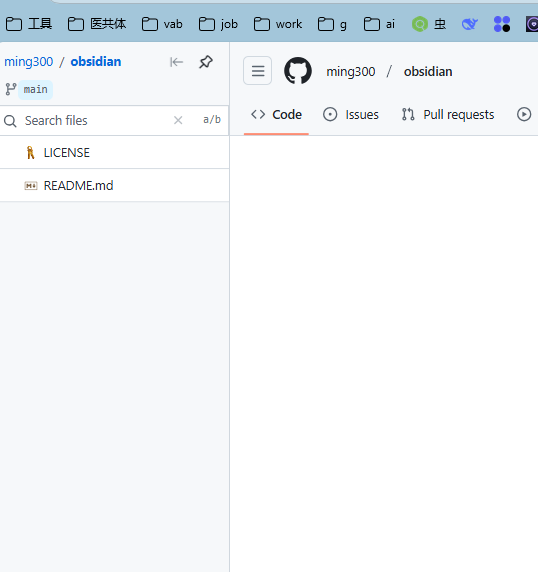 工具 医共体 vab job work g ai 虫
ming300 / obsidian
main
Search files a/b
LICENSE
README.md
ming300 / obsidian
Code Issues Pull requests